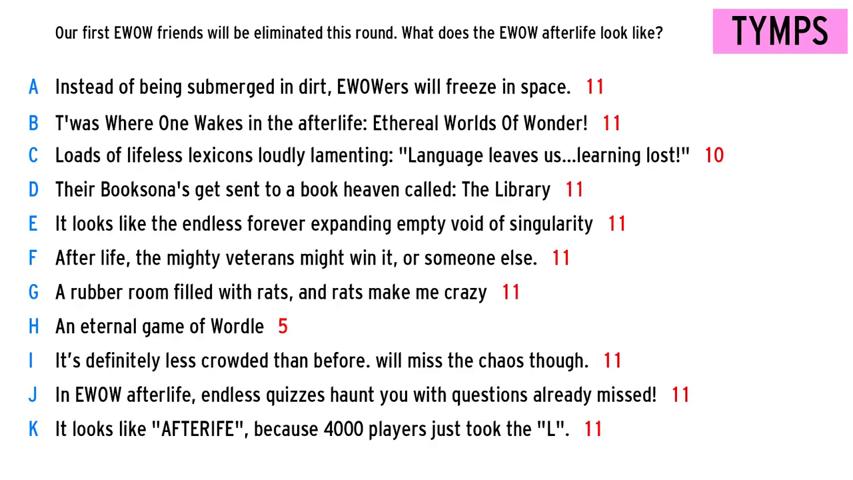 Our first EWOW friends will be eliminated this round. What does the EWOW afterlife look like?
TYMPS
A Instead of being submerged in dirt, EWOWers will freeze in space. 11
B T'was Where One Wakes in the afterlife: Ethereal Worlds Of Wonder! 11
C Loads of lifeless lexicons loudly lamenting: "Language leaves us...learning lost!" 10
D Their Booksona's get sent to a book heaven called: The Library 11
E It looks like the endless forever expanding empty void of singularity 11
F After life, the mighty veterans might win it, or someone else. 11
G A rubber room filled with rats, and rats make me crazy 11
H An eternal game of Wordle 5
I It’s definitely less crowded than before. will miss the chaos though. 11
J In EWOW afterlife, endless quizzes haunt you with questions already missed! 11
K It looks like "AFTERIFE", because 4000 players just took the "L". 11